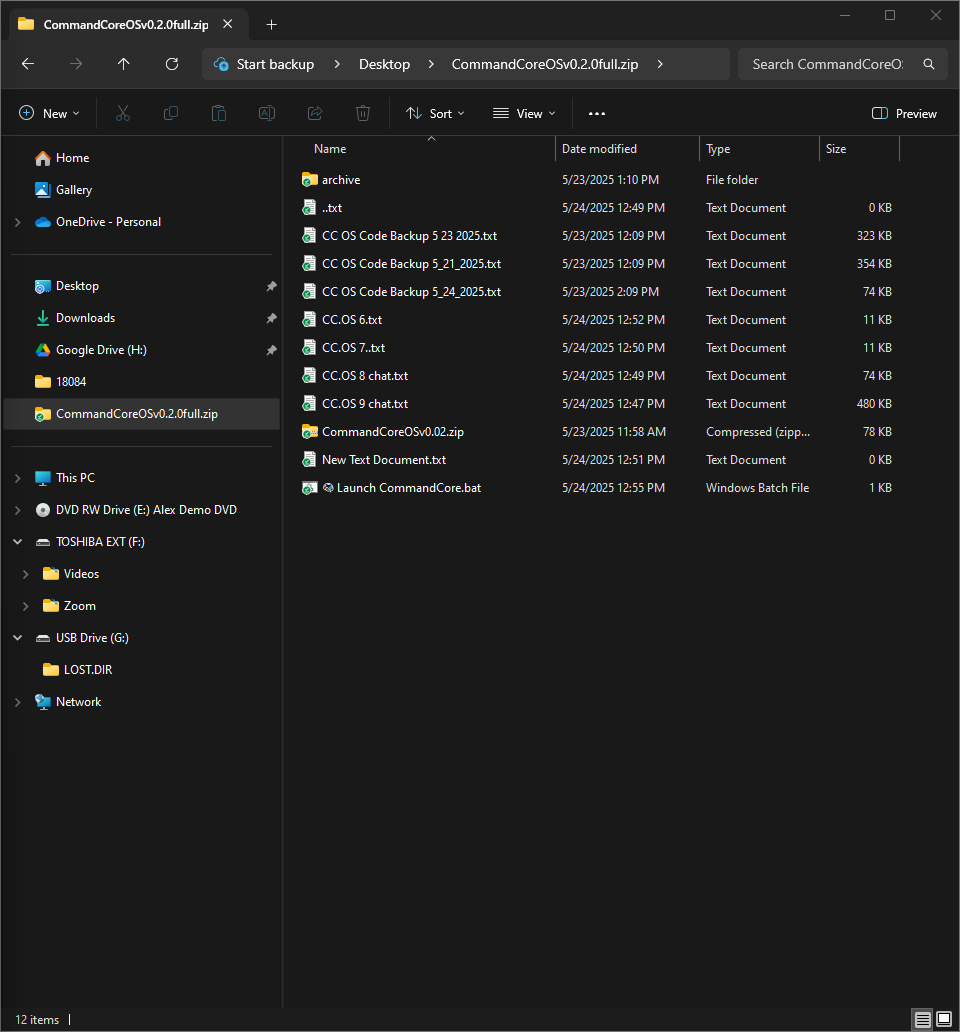 CommandCoreOSv0.2.0full.zip
Start backup > Desktop > CommandCoreOSv0.2.0full.zip >
Search CommandCoreOS
New
Sort
View
Preview
Name Date modified Type Size
Home
Gallery
OneDrive - Personal
Desktop
Downloads
Google Drive (H:)
18084
CommandCoreOSv0.2.0full.zip
This PC
DVD RW Drive (E:) Alex Demo DVD
TOSHIBA EXT (F:)
Videos
Zoom
USB Drive (G:)
LOST.DIR
Network
archive 5/23/2025 1:10 PM File folder
..txt 5/24/2025 12:49 PM Text Document 0 KB
CC OS Code Backup 5 23 2025.txt 5/23/2025 12:09 PM Text Document 323 KB
CC OS Code Backup 5_21_2025.txt 5/23/2025 12:09 PM Text Document 354 KB
CC OS Code Backup 5_24_2025.txt 5/23/2025 2:09 PM Text Document 74 KB
CC.OS 6.txt 5/24/2025 12:52 PM Text Document 11 KB
CC.OS 7..txt 5/24/2025 12:50 PM Text Document 11 KB
CC.OS 8 chat.txt 5/24/2025 12:49 PM Text Document 74 KB
CC.OS 9 chat.txt 5/24/2025 12:47 PM Text Document 480 KB
CommandCoreOSv0.02.zip 5/23/2025 11:58 AM Compressed (zipp...
78 KB
New Text Document.txt 5/24/2025 12:51 PM Text Document 0 KB
Launch CommandCore.bat 5/24/2025 12:55 PM Windows Batch File 1 KB
12 items